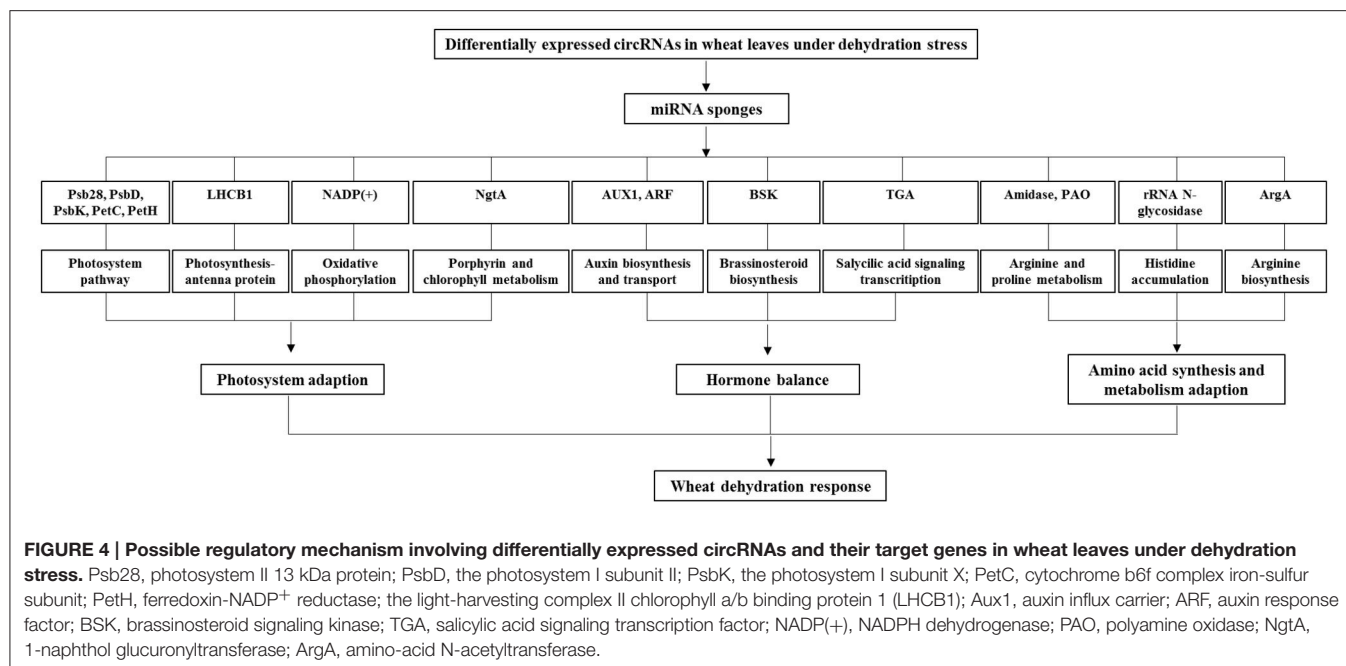 Differentially expressed circRNAs in wheat leaves under dehydration stress
miRNA sponges
Psb28, PsbD,
PsbK, PetC, PetH
LHCB1
NADP(+)
NgtA
AUX1, ARF
BSK
TGA
Amidase, PAO
rRNA N-
glycosidase
ArgA
Photosystem
pathway
Photosynthesis-
antenna protein
Oxidative
phosphorylation
Porphyrin and
chlorophyll metabolism
Auxin biosynthesis
and transport
Brassinosteroid
biosynthesis
Salycilic acid signaling
transcritiption
Arginine and
proline metabolism
Histidine
accumulation
Arginine
biosynthesis
Photosystem adaption
Hormone balance
Amino acid synthesis and
metabolism adaption
Wheat dehydration response
FIGURE 4 | Possible regulatory mechanism involving differentially expressed circRNAs and their target genes in wheat leaves under dehydration
stress. Psb28, photosystem II 13 kDa protein; PsbD, the photosystem I subunit II; PsbK, the photosystem I subunit X; PetC, cytochrome b6f complex iron-sulfur
subunit; PetH, ferredoxin-NADP+ reductase; the light-harvesting complex II chlorophyll a/b binding protein 1 (LHCB1); Aux1, auxin influx carrier; ARF, auxin response
factor; BSK, brassinosteroid signaling kinase; TGA, salicylic acid signaling transcription factor; NADP(+), NADPH dehydrogenase; PAO, polyamine oxidase; NgtA,
1-naphthol glucuronyltransferase; ArgA, amino-acid N-acetyltransferase.